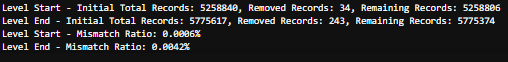 Level Start - Initial Total Records: 5258840, Removed Records: 34, Remaining Records: 5258806
Level End - Initial Total Records: 5775617, Removed Records: 243, Remaining Records: 5775374
Level Start - Mismatch Ratio: 0.0006%
Level End - Mismatch Ratio: 0.0042%